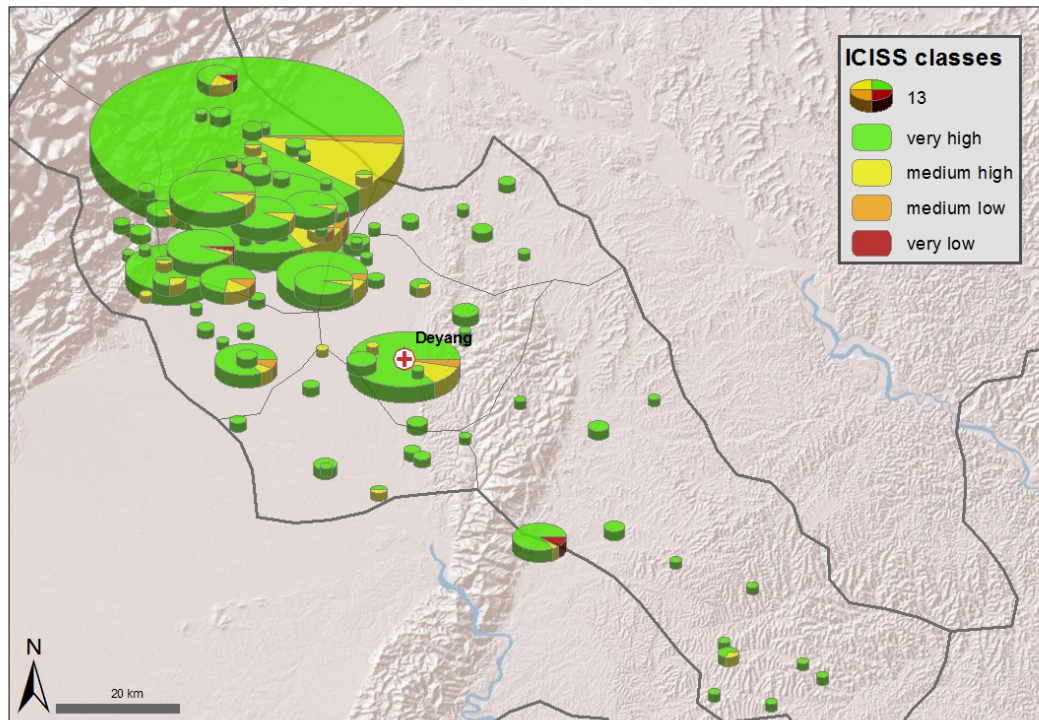 ICISS classes
13
very high
medium high
medium low
very low
Deyang
N
20 km